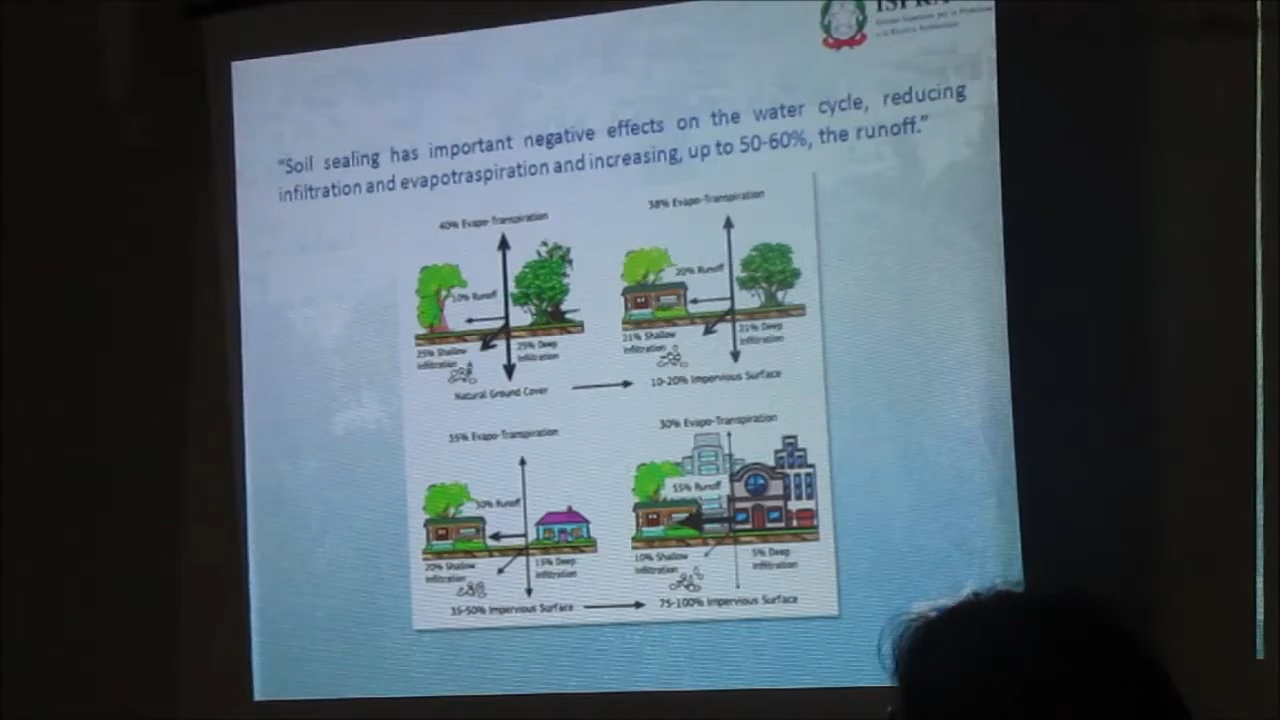 ISPRA
"Soil sealing has important negative effects on the water cycle, reducing
infiltration and evapotraspiration and increasing, up to 50-60%, the runoff."
40% Evapo-Transpiration
10% Runoff
25% Shallow
Infiltration
25% Deep
Infiltration
Natural Ground Cover
38% Evapo-Transpiration
20% Runoff
21% Shallow
Infiltration
21% Deep
Infiltration
10-20% Impervious Surface
35% Evapo-Transpiration
30% Runoff
20% Shallow
Infiltration
15% Deep
Infiltration
35-50% Impervious Surface
30% Evapo-Transpiration
55% Runoff
10% Shallow
Infiltration
5% Deep
Infiltration
75-100% Impervious Surface